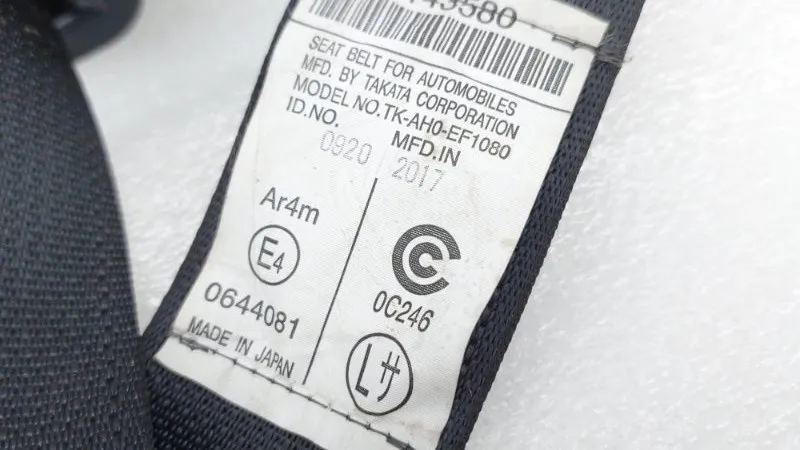 SEAT BELT FOR AUTOMOBILES
MFD. BY TAKATA CORPORATION
MODEL NO.TK-AH0-EF1080
ID.NO. MFD.IN
0920 2017
Ar4m
E4
0644081
MADE IN JAPAN
0C246
Lサ